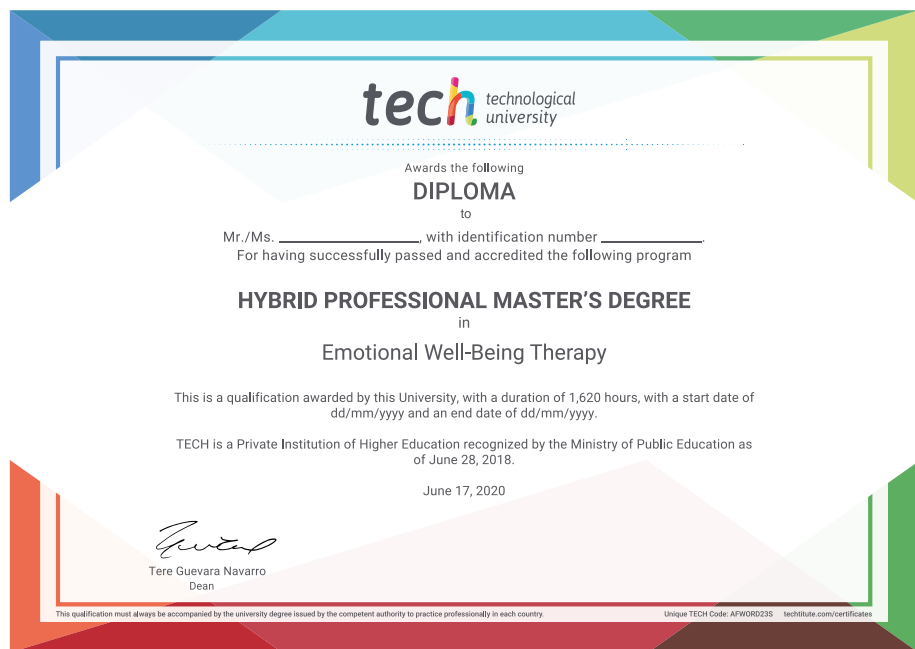 tech technological
university
Awards the following
DIPLOMA
to
Mr./Ms. ____________________, with identification number ______________.
For having successfully passed and accredited the following program
HYBRID PROFESSIONAL MASTER’S DEGREE
in
Emotional Well-Being Therapy
This is a qualification awarded by this University, with a duration of 1,620 hours, with a start date of
dd/mm/yyyy and an end date of dd/mm/yyyy.
TECH is a Private Institution of Higher Education recognized by the Ministry of Public Education as
of June 28, 2018.
June 17, 2020
Tere Guevara Navarro
Dean
This qualification must always be accompanied by the university degree issued by the competent authority to practice professionally in each country. Unique TECH Code: AFWORD23S techtitute.com/certificates